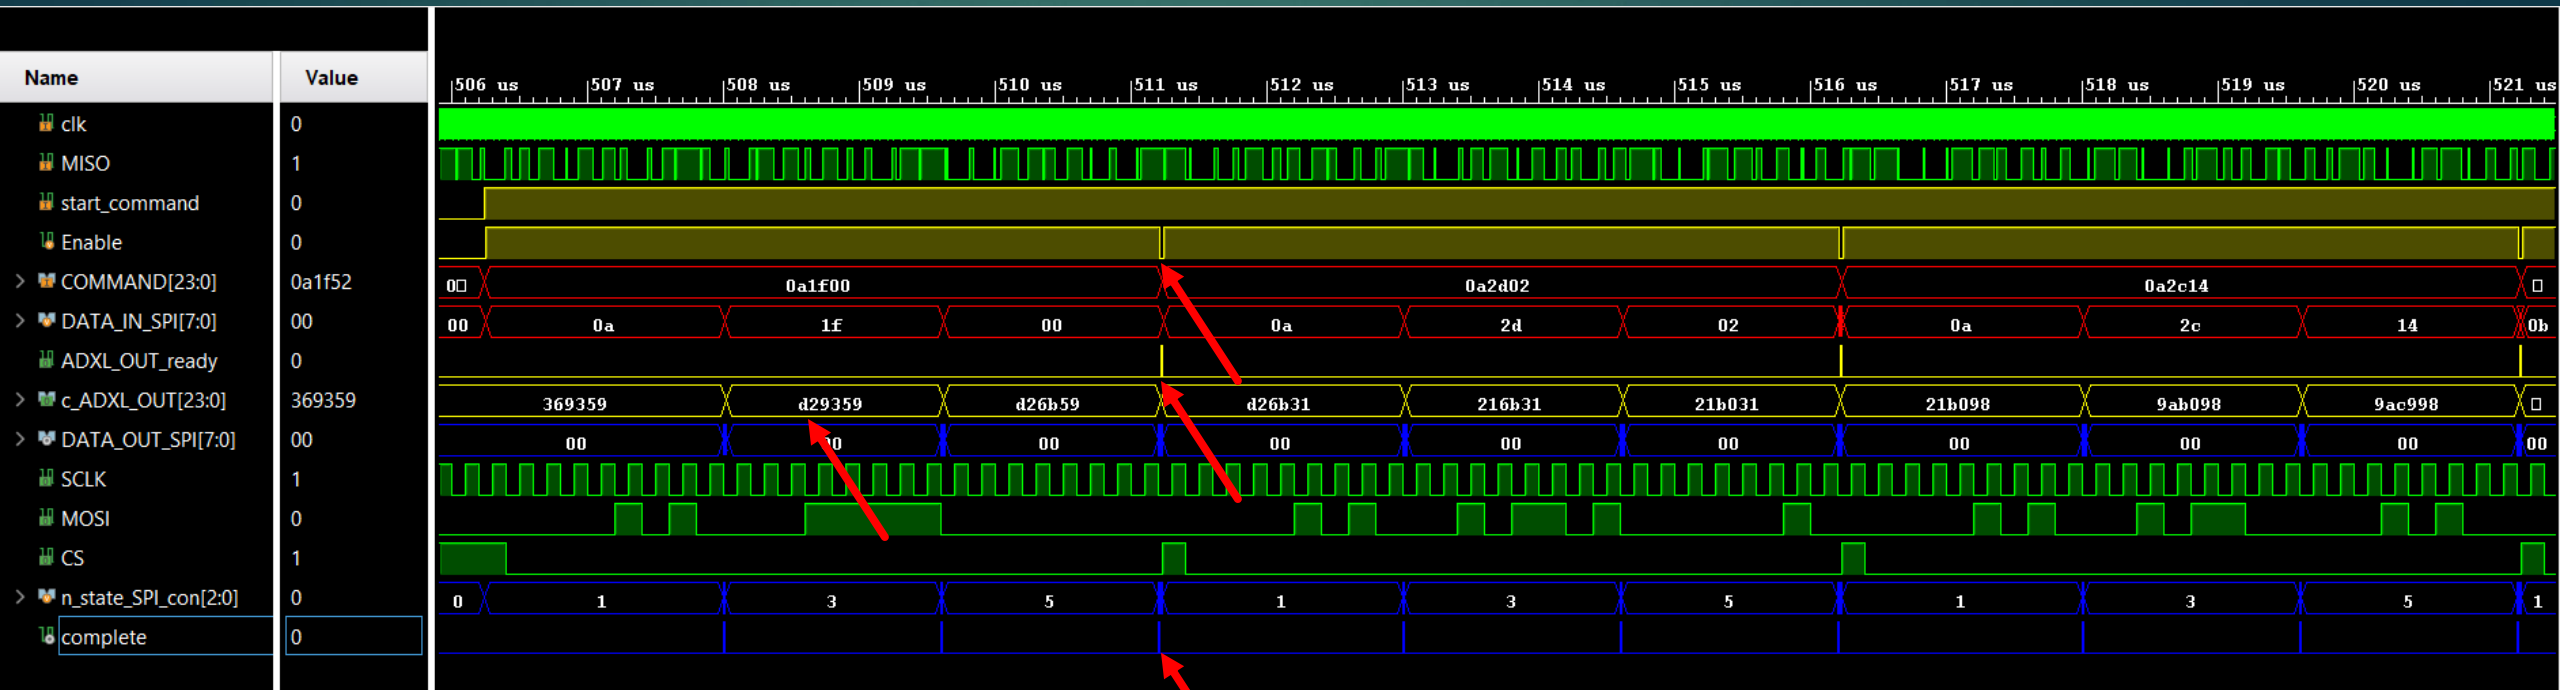 Name Value 506 us 507 us 508 us 509 us 510 us 511 us 512 us 513 us 514 us 515 us 516 us 517 us 518 us 519 us 520 us 521 us
clk 0
MISO 1
start_command 0
Enable 0
COMMAND[23:0] 0a1f52 0 0a1f00 0a2d02 0a2c14
DATA_IN_SPI[7:0] 00 00 0a 1f 00 0a 2d 02 0a 2c 14 0b
ADXL_OUT_ready 0
c_ADXL_OUT[23:0] 369359 369359 d29359 d26b59 d26b31 216b31 21b031 21b098 9ab098 9ac998
DATA_OUT_SPI[7:0] 00 00 00 00 00 00 00 00 00 00 00
SCLK 1
MOSI 0
CS 1
n_state_SPI_con[2:0] 0 0 1 3 5 1 3 5 1 3 5 1
complete 0